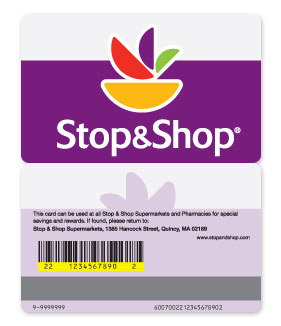 Stop&Shop®
This card can be used at all Stop & Shop Supermarkets and Pharmacies for special
savings and rewards. If found, please return to:
Stop & Shop Supermarkets, 1385 Hancock Street, Quincy, MA 02169
www.stopandshop.com
22 1234567890 2
9-9999999 6007002212345678902